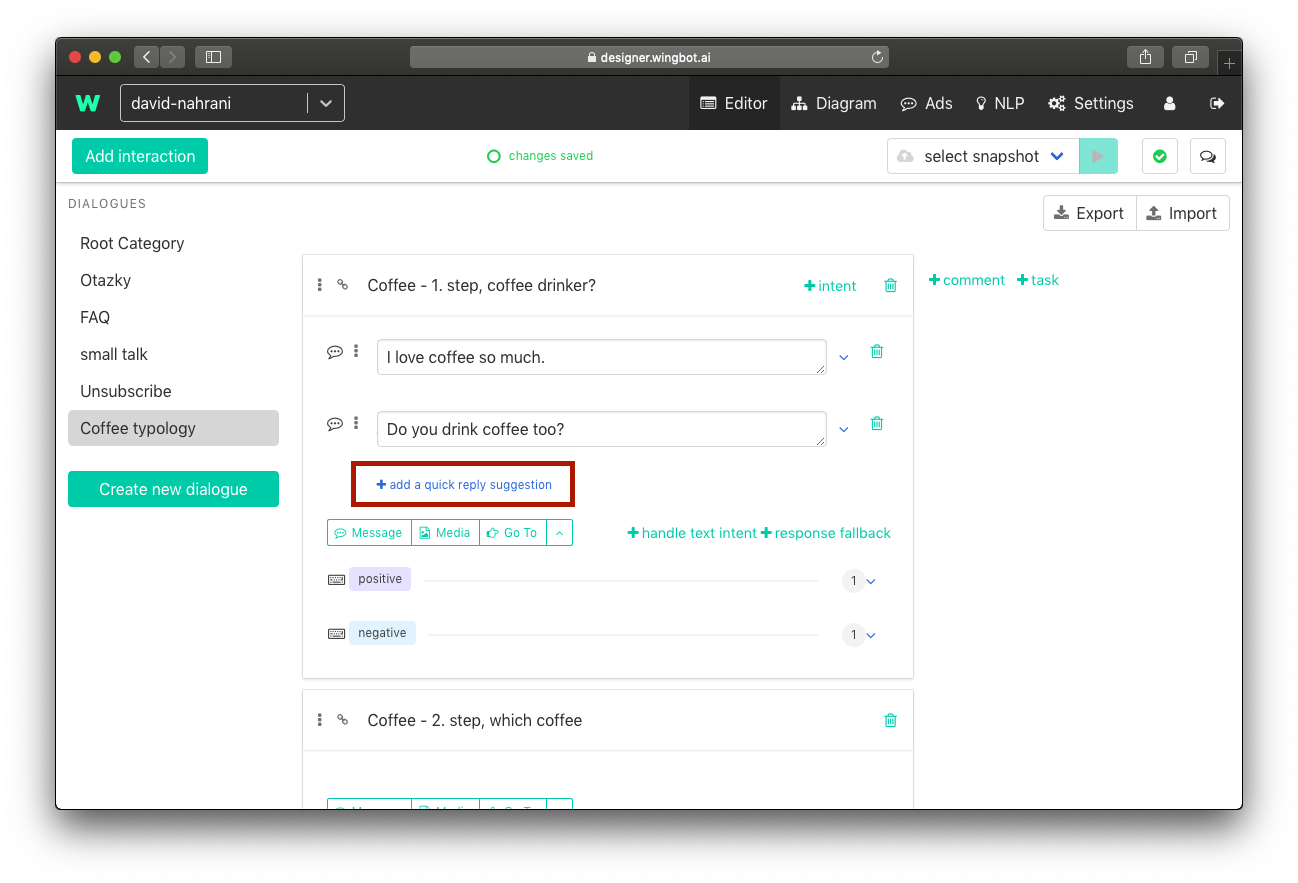 designer.wingbot.ai
W david-nahrani Editor Diagram Ads NLP Settings
Add interaction changes saved select snapshot
DIALOGUES
Export Import
Root Category
Otazky
FAQ
small talk
Unsubscribe
Coffee typology
Create new dialogue
Coffee - 1. step, coffee drinker? +intent
+comment +task
I love coffee so much.
Do you drink coffee too?
+ add a quick reply suggestion
Message Media Go To +handle text intent +response fallback
positive 1
negative 1
Coffee - 2. step, which coffee